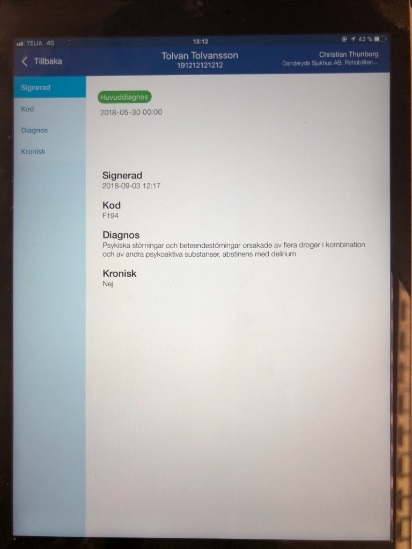 TELIA 4G
13:12
42 %
Tillbaka
Tolvan Tolvansson
191212121212
Christian Thunborg
Danderyds Sjukhus AB, Rehabiliteri...
Signerad
Kod
Diagnos
Kronisk
Huvuddiagnos
2018-05-30 00:00
Signerad
2018-09-03 12:17
Kod
F194
Diagnos
Psykiska störningar och beteendestörningar orsakade av flera droger i kombination
och av andra psykoaktiva substanser, abstinens med delirium
Kronisk
Nej